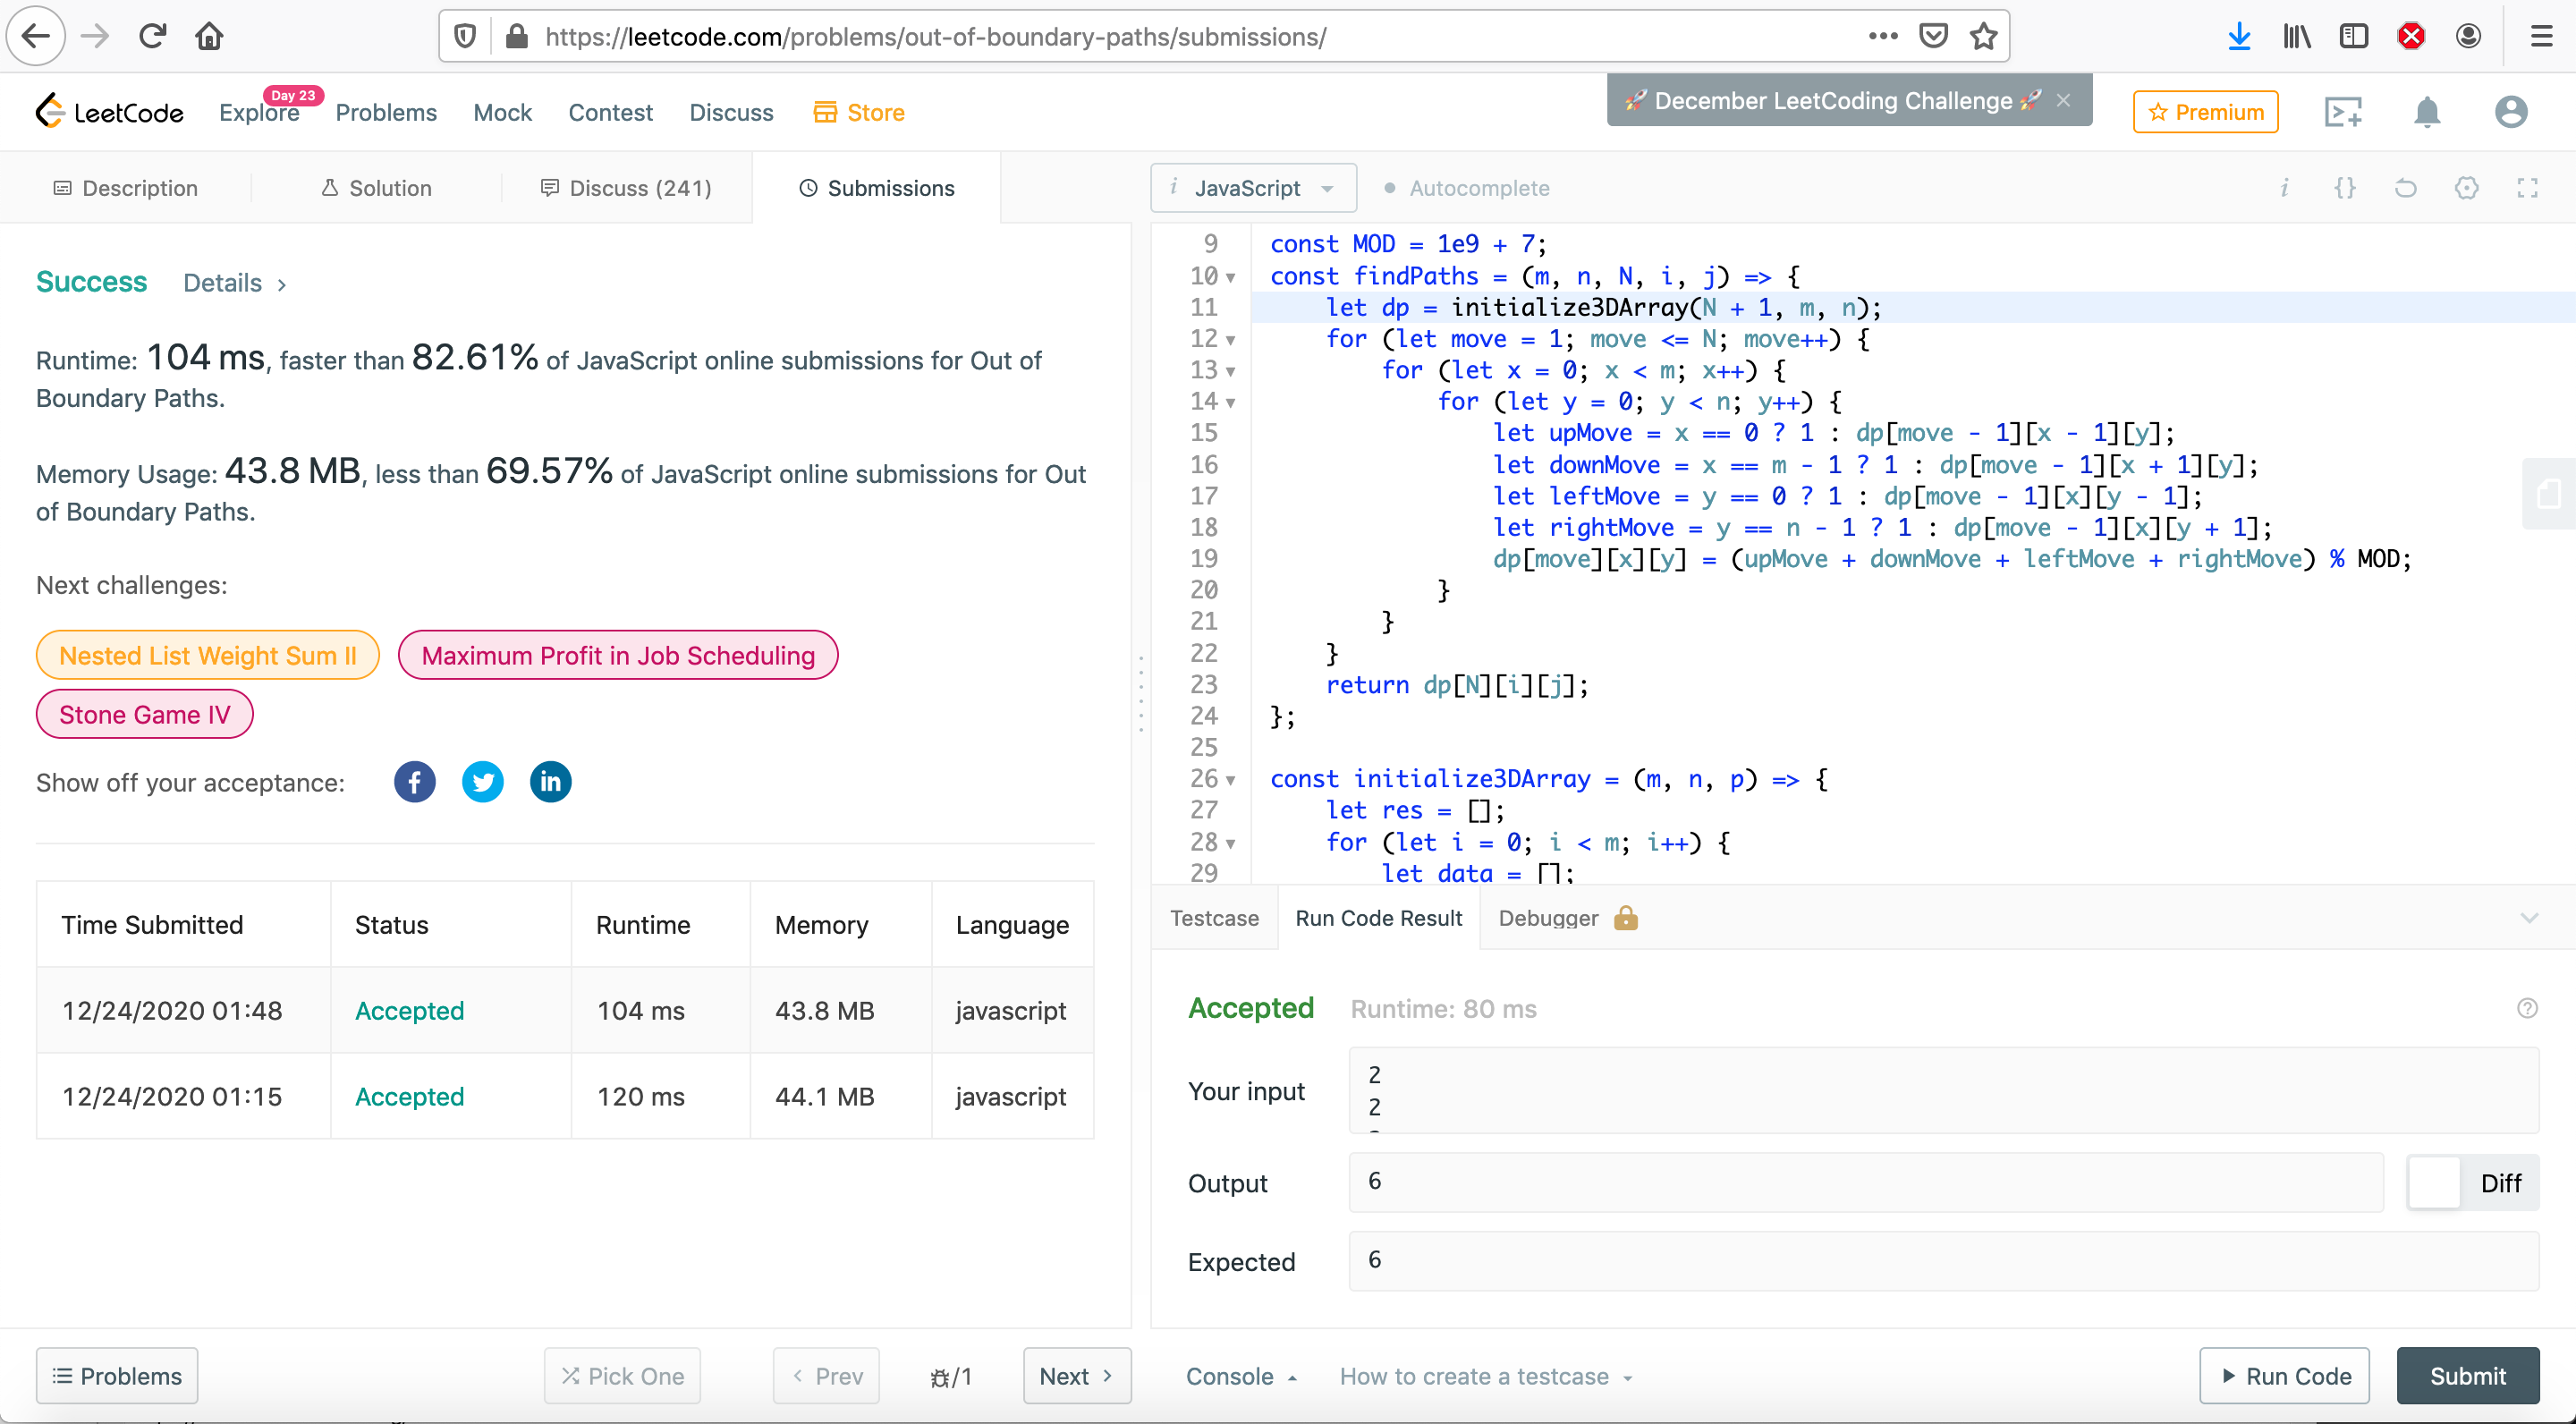 https://leetcode.com/problems/out-of-boundary-paths/submissions/
LeetCode
Explore
Day 23
Problems
Mock
Contest
Discuss
Store
🚀 December LeetCoding Challenge 🚀 ×
Premium
Description
Solution
Discuss (241)
Submissions
i JavaScript
Autocomplete
i {}
Success Details >
Runtime: 104 ms, faster than 82.61% of JavaScript online submissions for Out of
Boundary Paths.
Memory Usage: 43.8 MB, less than 69.57% of JavaScript online submissions for Out
of Boundary Paths.
Next challenges:
Nested List Weight Sum II
Maximum Profit in Job Scheduling
Stone Game IV
Show off your acceptance:
Time Submitted Status Runtime Memory Language
12/24/2020 01:48 Accepted 104 ms 43.8 MB javascript
12/24/2020 01:15 Accepted 120 ms 44.1 MB javascript
9 const MOD = 1e9 + 7;
10 const findPaths = (m, n, N, i, j) => {
11 let dp = initialize3DArray(N + 1, m, n);
12 for (let move = 1; move <= N; move++) {
13 for (let x = 0; x < m; x++) {
14 for (let y = 0; y < n; y++) {
15 let upMove = x == 0 ? 1 : dp[move - 1][x - 1][y];
16 let downMove = x == m - 1 ? 1 : dp[move - 1][x + 1][y];
17 let leftMove = y == 0 ? 1 : dp[move - 1][x][y - 1];
18 let rightMove = y == n - 1 ? 1 : dp[move - 1][x][y + 1];
19 dp[move][x][y] = (upMove + downMove + leftMove + rightMove) % MOD;
20 }
21 }
22 }
23 return dp[N][i][j];
24 };
25
26 const initialize3DArray = (m, n, p) => {
27 let res = [];
28 for (let i = 0; i < m; i++) {
29 let data = [];
Testcase
Run Code Result
Debugger
Accepted Runtime: 80 ms
Your input
2
2
Output
6
Diff
Expected
6
Problems
Pick One
< Prev
/1
Next >
Console
How to create a testcase
Run Code
Submit